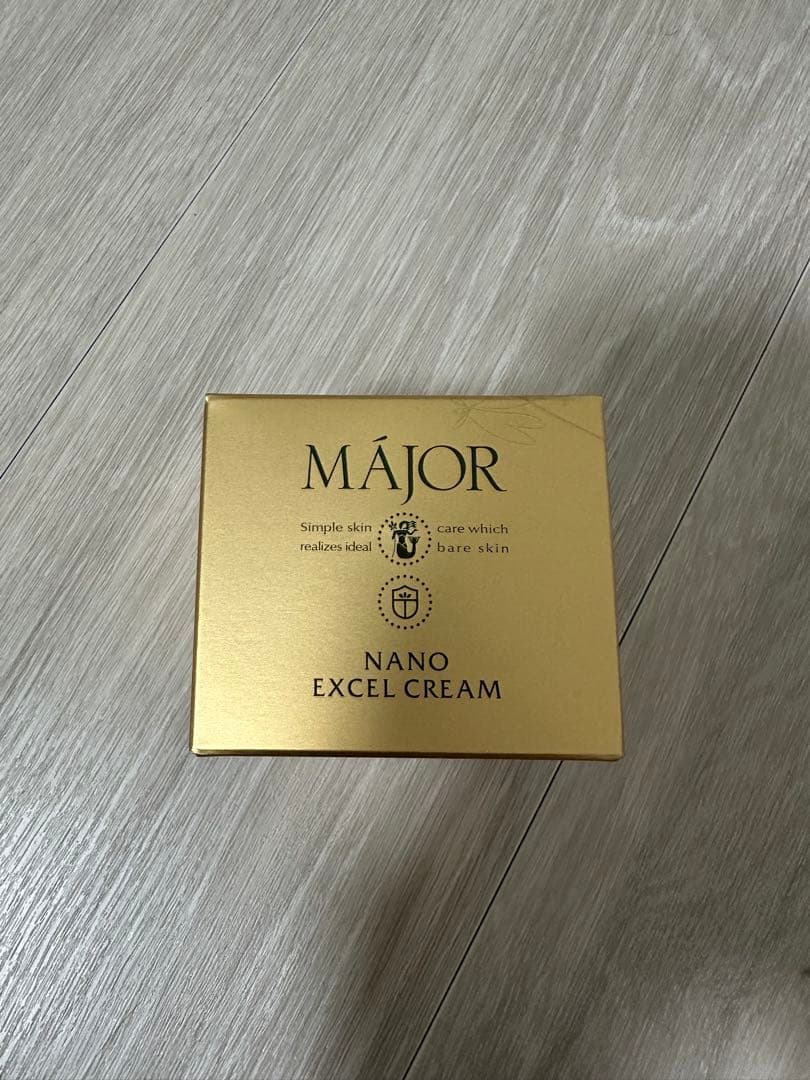 MÁJOR
Simple skin care which
realizes ideal bare skin
NANO
EXCEL CREAM